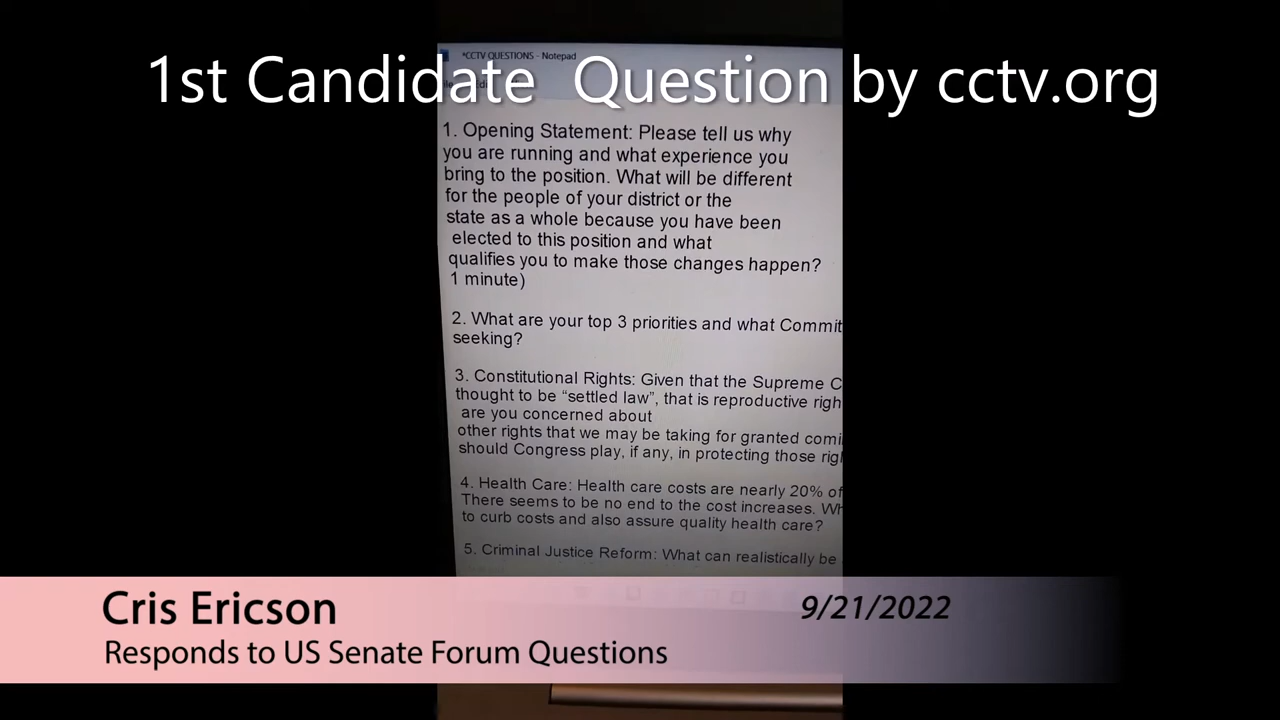 *CCTV QUESTIONS - Notepad
1st Candidate Question by cctv.org
1. Opening Statement: Please tell us why
you are running and what experience you
bring to the position. What will be different
for the people of your district or the
state as a whole because you have been
elected to this position and what
qualifies you to make those changes happen?
1 minute)
2. What are your top 3 priorities and what Commit
seeking?
3. Constitutional Rights: Given that the Supreme C
thought to be “settled law”, that is reproductive righ
are you concerned about
other rights that we may be taking for granted comi
should Congress play, if any, in protecting those rig
4. Health Care: Health care costs are nearly 20% of
There seems to be no end to the cost increases. Wh
to curb costs and also assure quality health care?
5. Criminal Justice Reform: What can realistically be
Cris Ericson
9/21/2022
Responds to US Senate Forum Questions